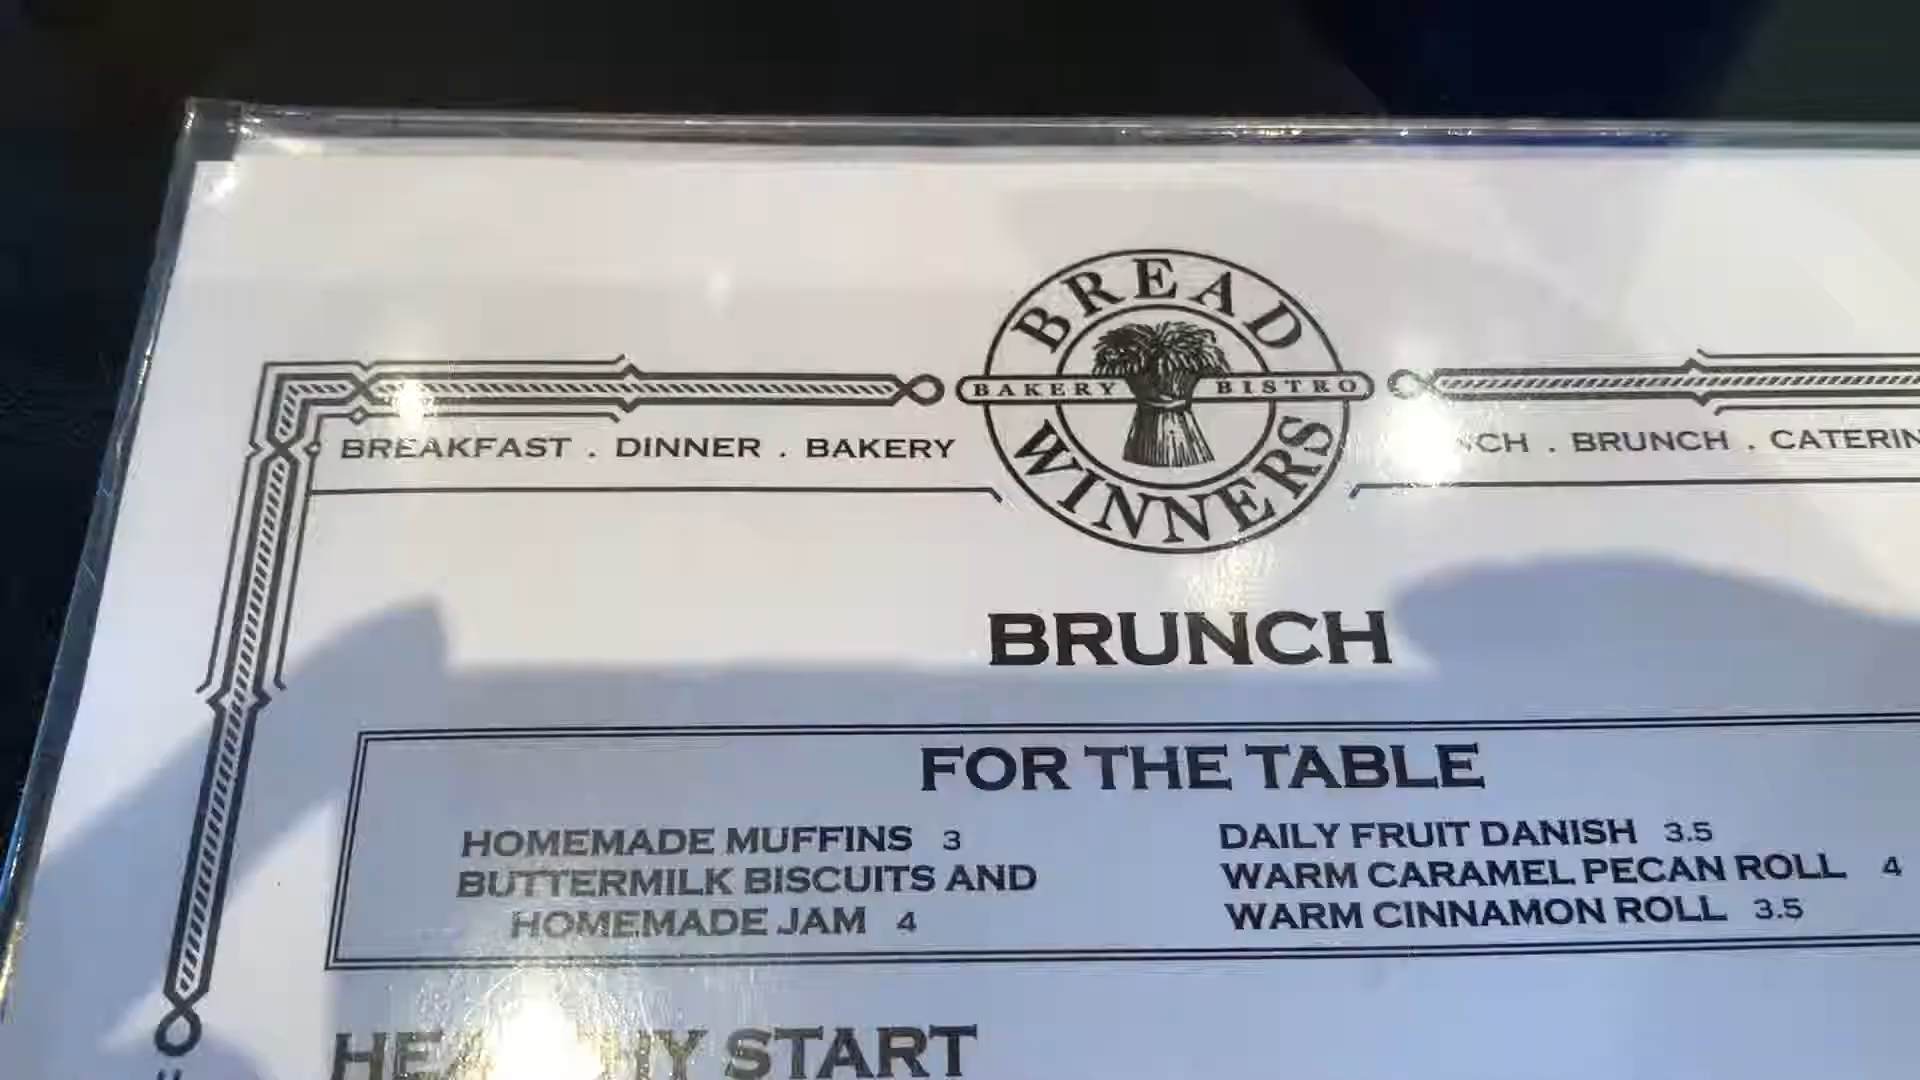 BREAD
BAKERY BISTRO
WINNERS
BREAKFAST . DINNER . BAKERY
. BRUNCH .
BRUNCH
FOR THE TABLE
HOMEMADE MUFFINS 3
BUTTERMILK BISCUITS AND
HOMEMADE JAM 4
DAILY FRUIT DANISH 3.5
WARM CARAMEL PECAN ROLL 4
WARM CINNAMON ROLL 3.5
START